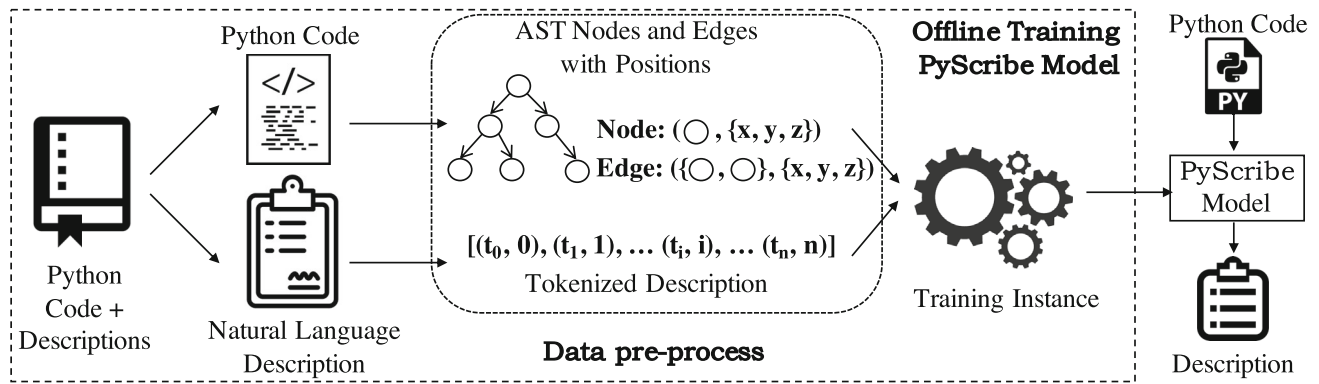 Python Code
</>
AST Nodes and Edges
with Positions
Offline Training
PyScribe Model
Python Code
PY
Node: (◯, {x, y, z})
Edge: ({◯, ◯}, {x, y, z})
PyScribe
Model
Python
Code +
Descriptions
[(t₀, 0), (t₁, 1), … (tᵢ, i), … (tₙ, n)]
Tokenized Description
Natural Language
Description
Training Instance
Data pre-process
Description